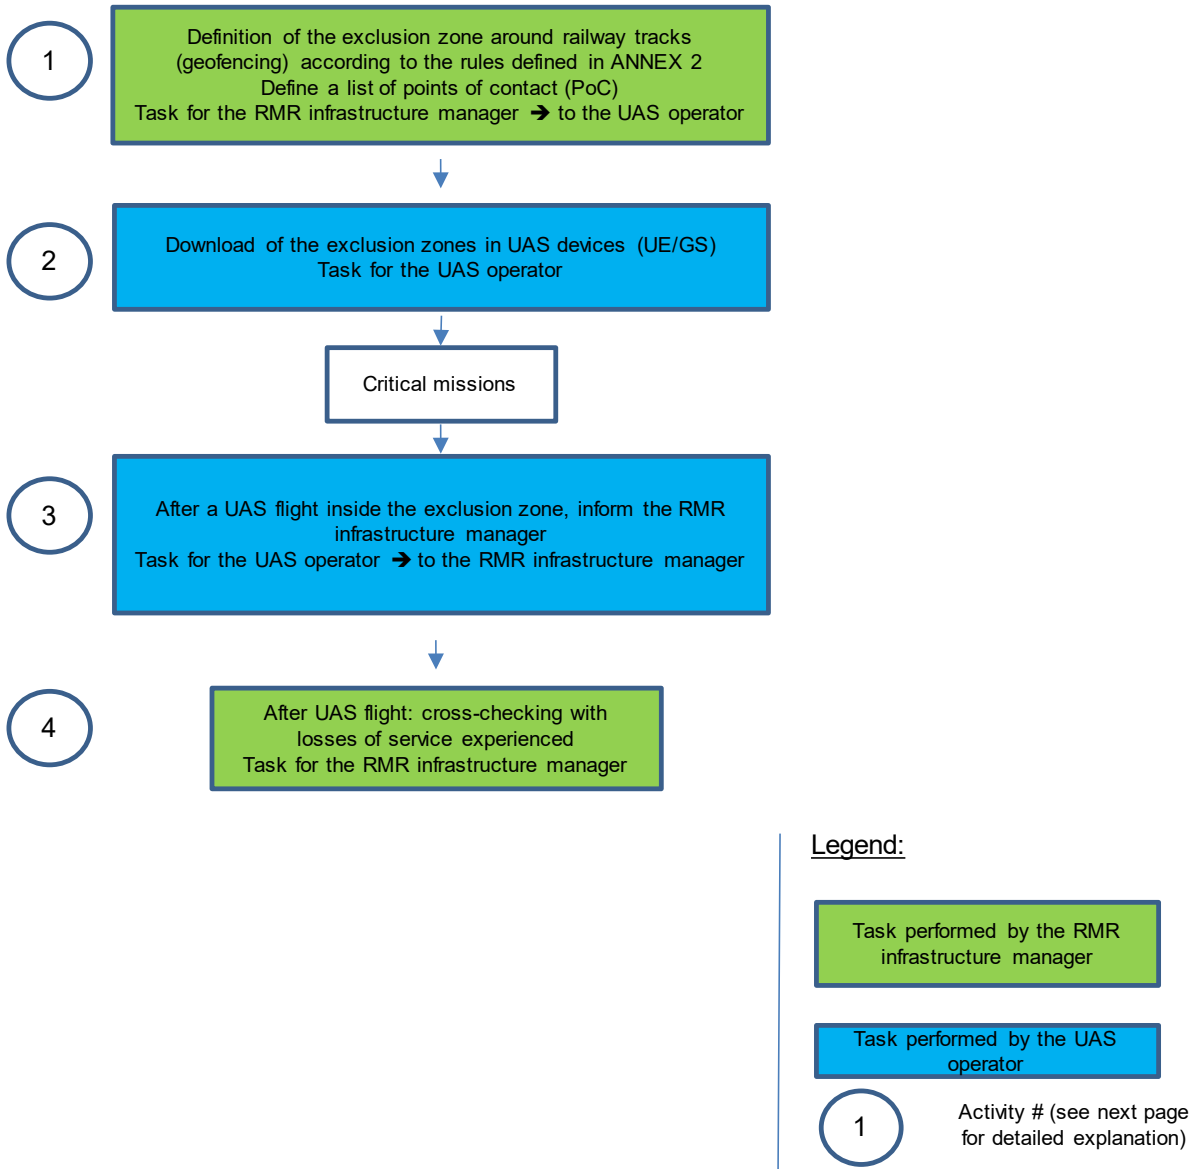 1
Definition of the exclusion zone around railway tracks
(geofencing) according to the rules defined in ANNEX 2
Define a list of points of contact (PoC)
Task for the RMR infrastructure manager ➔ to the UAS operator
2
Download of the exclusion zones in UAS devices (UE/GS)
Task for the UAS operator
Critical missions
3
After a UAS flight inside the exclusion zone, inform the RMR
infrastructure manager
Task for the UAS operator ➔ to the RMR infrastructure manager
4
After UAS flight: cross-checking with
losses of service experienced
Task for the RMR infrastructure manager
Legend:
Task performed by the RMR
infrastructure manager
Task performed by the UAS
operator
1
Activity # (see next page
for detailed explanation)